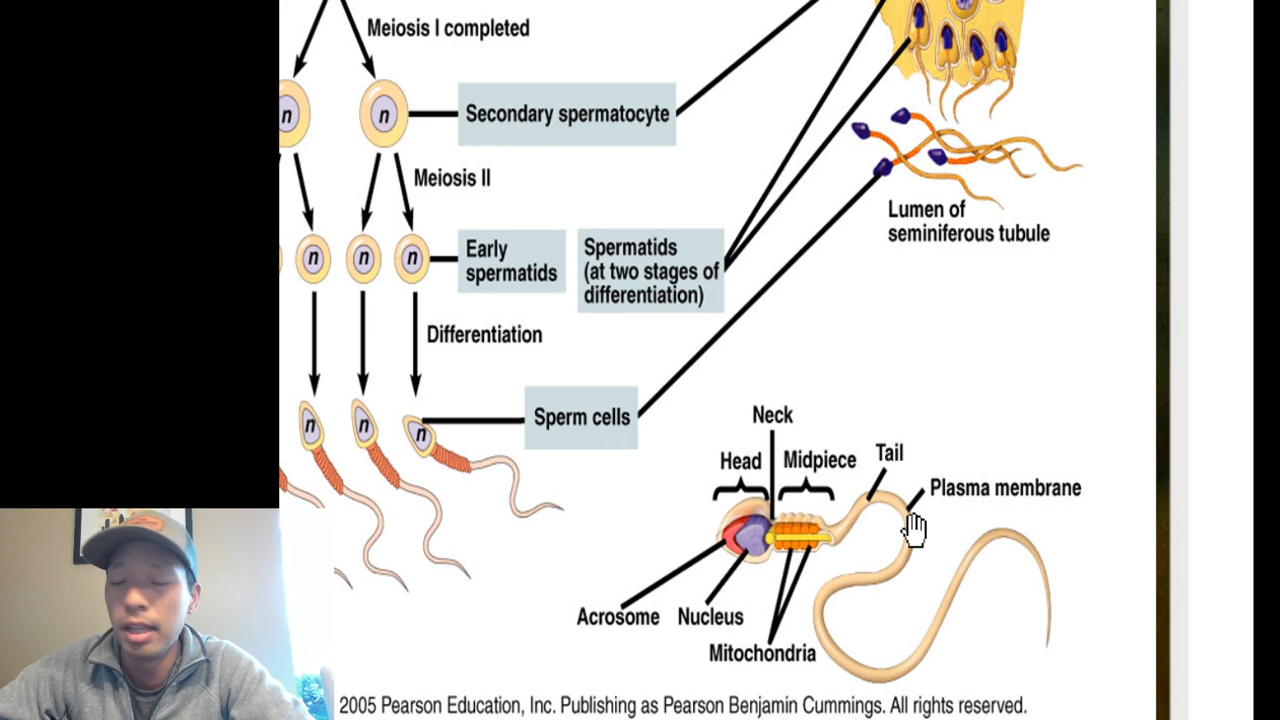 Meiosis I completed
n
n
Secondary spermatocyte
Meiosis II
Lumen of
seminiferous tubule
n
n
n
Early
spermatids
Spermatids
(at two stages of
differentiation)
Differentiation
n
n
n
Sperm cells
Neck
Head
Midpiece
Tail
Plasma membrane
Acrosome
Nucleus
Mitochondria
2005 Pearson Education, Inc. Publishing as Pearson Benjamin Cummings. All rights reserved.